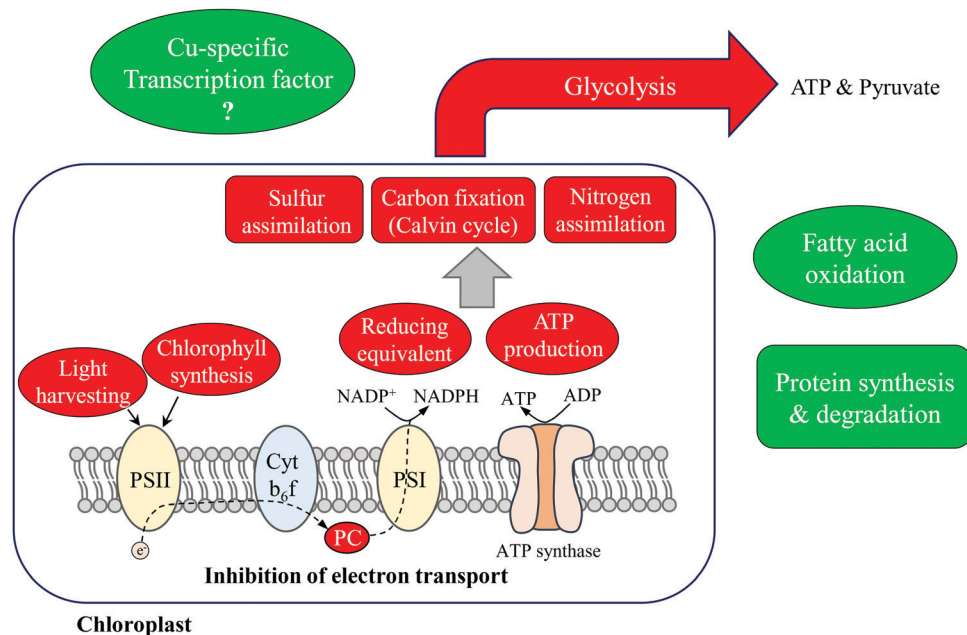 Cu-specific
Transcription factor
?
Glycolysis
ATP & Pyruvate
Sulfur
assimilation
Carbon fixation
(Calvin cycle)
Nitrogen
assimilation
Fatty acid
oxidation
Reducing
equivalent
ATP
production
Light
harvesting
Chlorophyll
synthesis
Protein synthesis
& degradation
NADP⁺
NADPH
ATP
ADP
PSII
Cyt
b₆f
PSI
PC
e⁻
ATP synthase
Inhibition of electron transport
Chloroplast